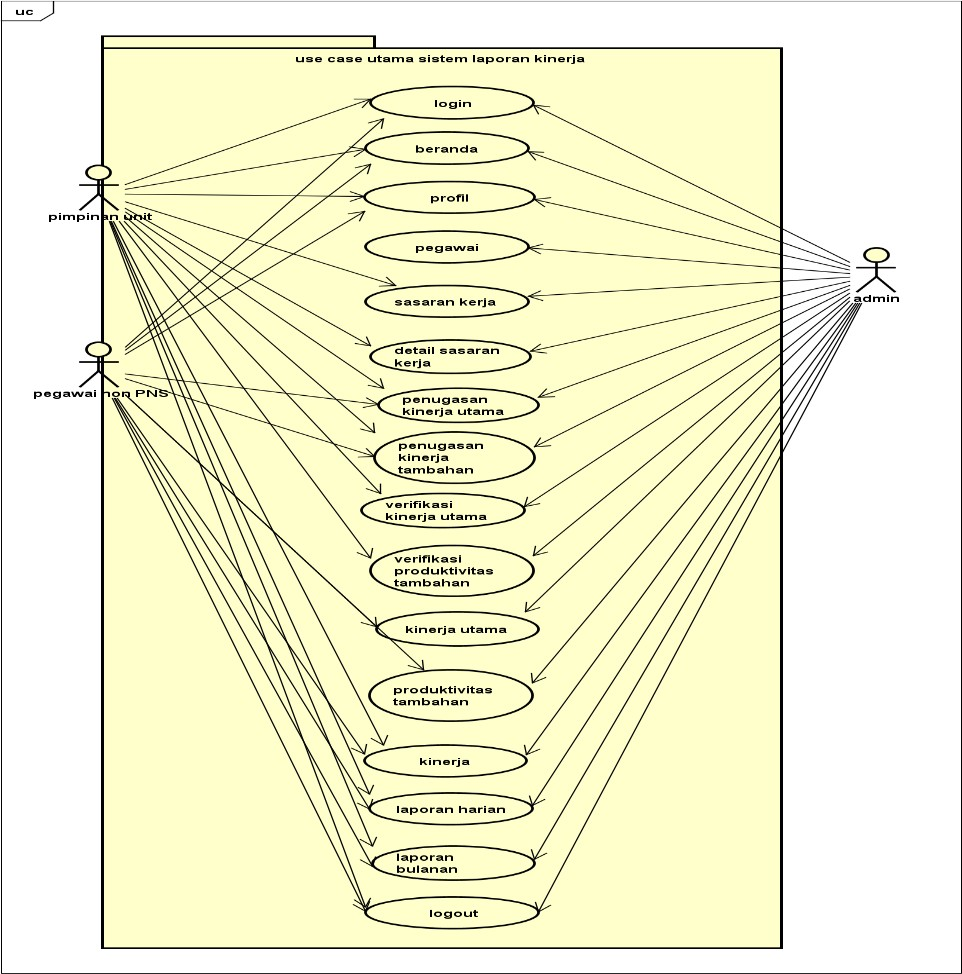 uc
use case utama sistem laporan kinerja
login
beranda
pimpinan unit
profil
pegawai
admin
sasaran kerja
detail sasaran
kerja
pegawai non PNS
penugasan
kinerja utama
penugasan
kinerja
tambahan
verifikasi
kinerja utama
verifikasi
produktivitas
tambahan
kinerja utama
produktivitas
tambahan
kinerja
laporan harian
laporan
bulanan
logout